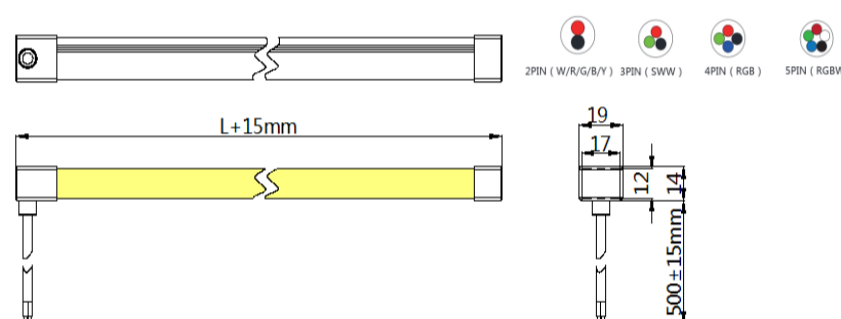 2PIN ( W/R/G/B/Y ) 3PIN ( SWW ) 4PIN ( RGB ) 5PIN ( RGBW
L+15mm
19
17
12
14
500±15mm